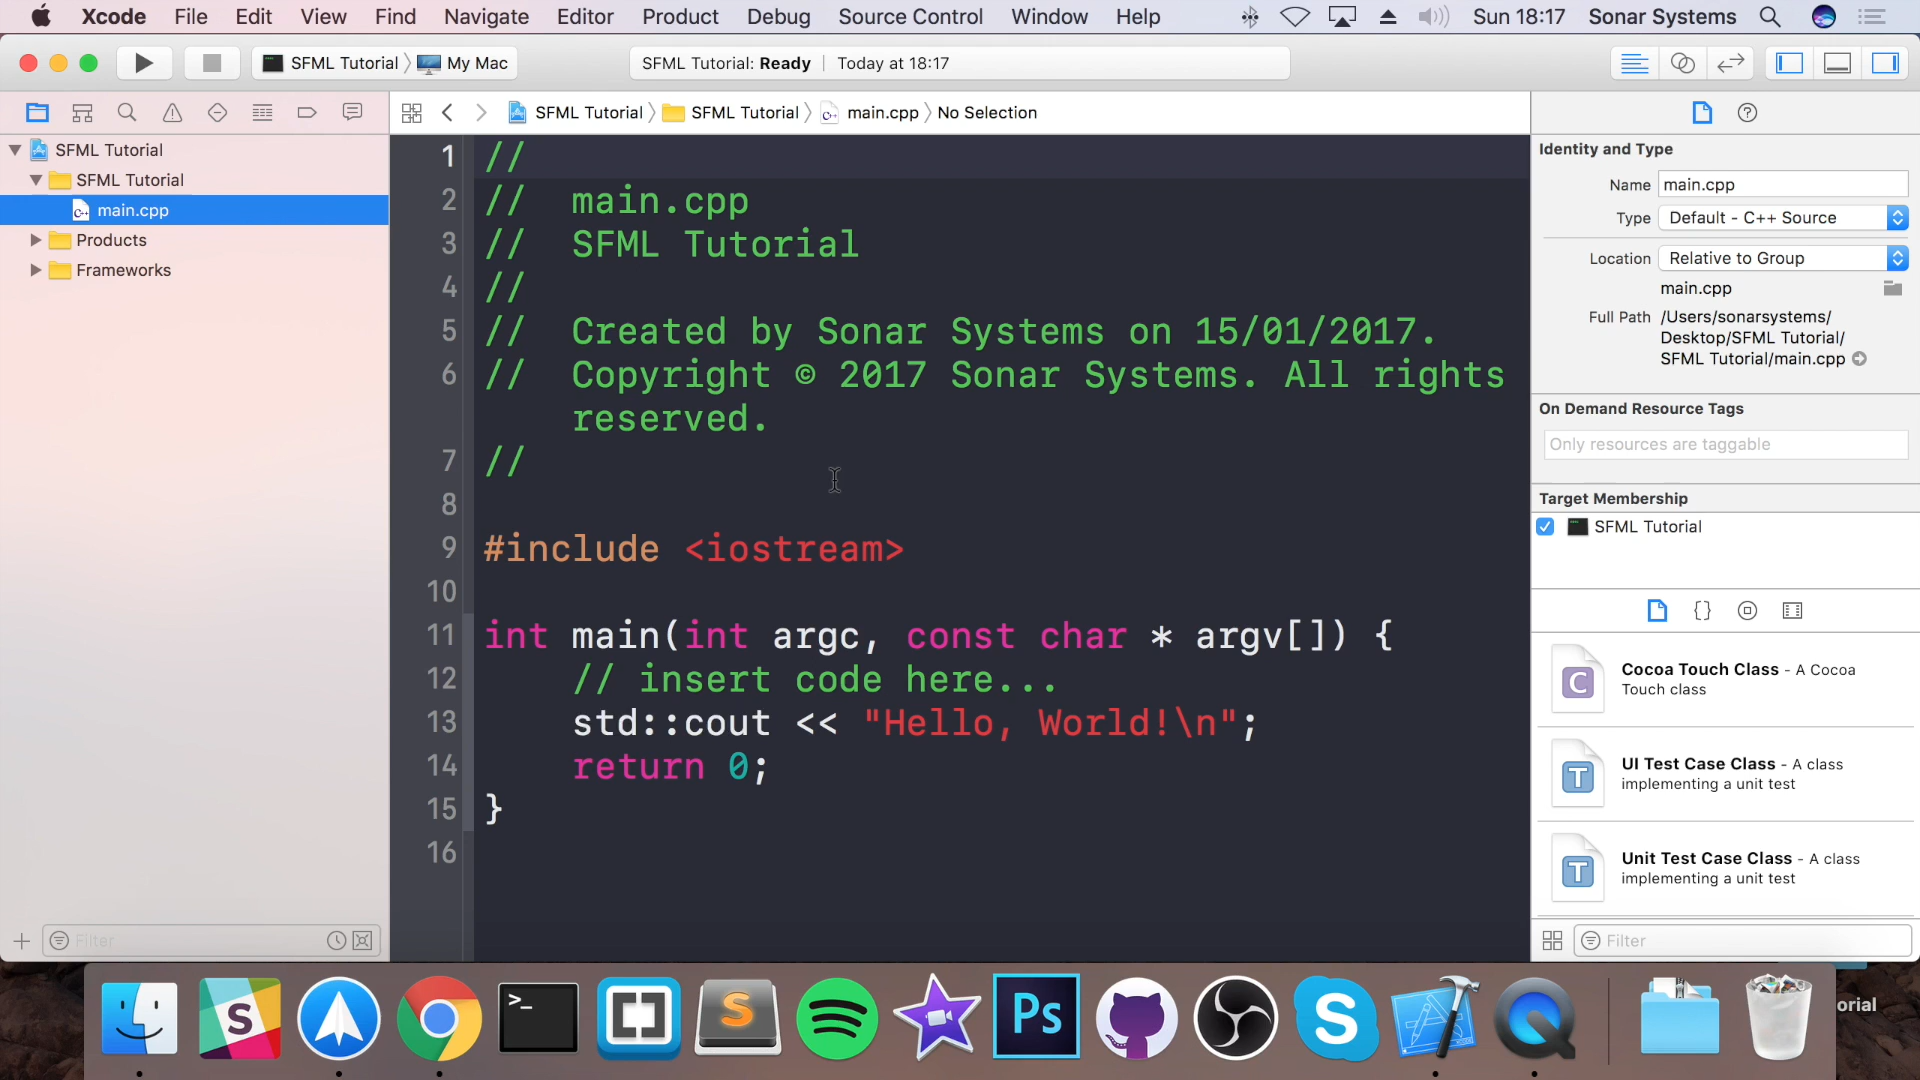 Xcode File Edit View Find Navigate Editor Product Debug Source Control Window Help Sun 18:17 Sonar Systems
SFML Tutorial My Mac SFML Tutorial: Ready Today at 18:17
SFML Tutorial SFML Tutorial main.cpp No Selection
SFML Tutorial
SFML Tutorial
main.cpp
Products
Frameworks
Filter
1 //
2 // main.cpp
3 // SFML Tutorial
4 //
5 // Created by Sonar Systems on 15/01/2017.
6 // Copyright © 2017 Sonar Systems. All rights
reserved.
7 //
8
9 #include <iostream>
10
11 int main(int argc, const char * argv[]) {
12 // insert code here...
13 std::cout << "Hello, World!\n";
14 return 0;
15 }
16
Identity and Type
Name main.cpp
Type Default - C++ Source
Location Relative to Group
main.cpp
Full Path /Users/sonarsystems/
Desktop/SFML Tutorial/
SFML Tutorial/main.cpp
On Demand Resource Tags
Only resources are taggable
Target Membership
SFML Tutorial
{}
C
Cocoa Touch Class - A Cocoa
Touch class
T
UI Test Case Class - A class
implementing a unit test
T
Unit Test Case Class - A class
implementing a unit test
Filter
S
>_
S
Ps
S
orial